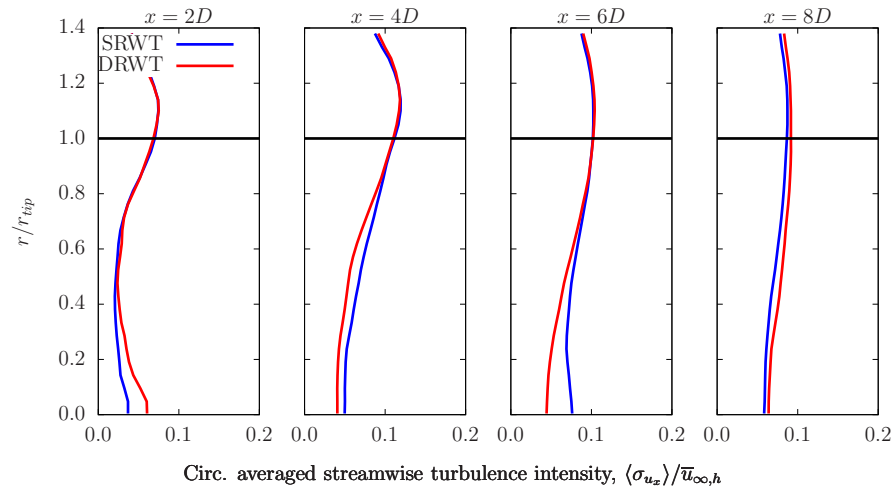 x = 2D
x = 4D
x = 6D
x = 8D
SRWT
DRWT
r/r_tip
1.4
1.2
1.0
0.8
0.6
0.4
0.2
0.0
0.0 0.1 0.2
0.0 0.1 0.2
0.0 0.1 0.2
0.0 0.1 0.2
Circ. averaged streamwise turbulence intensity, ⟨σ_{u_x}⟩/u̅_{∞,h}